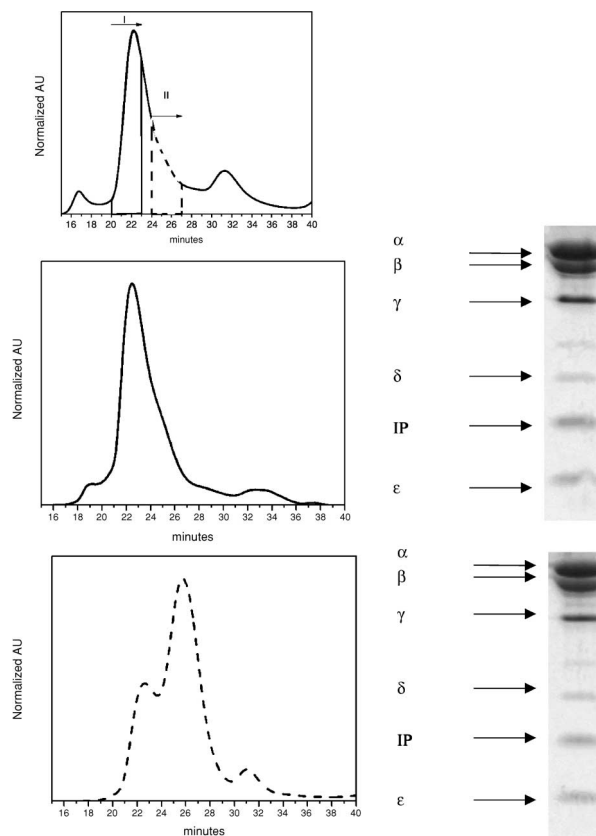 I
II
Normalized AU
15 16 18 20 22 24 26 28 30 32 34 36 38 40
minutes
Normalized AU
16 18 20 22 24 26 28 30 32 34 36 38 40
minutes
α
β
γ
δ
IP
ε
Normalized AU
16 18 20 22 24 26 28 30 32 34 36 38 40
minutes
α
β
γ
δ
IP
ε